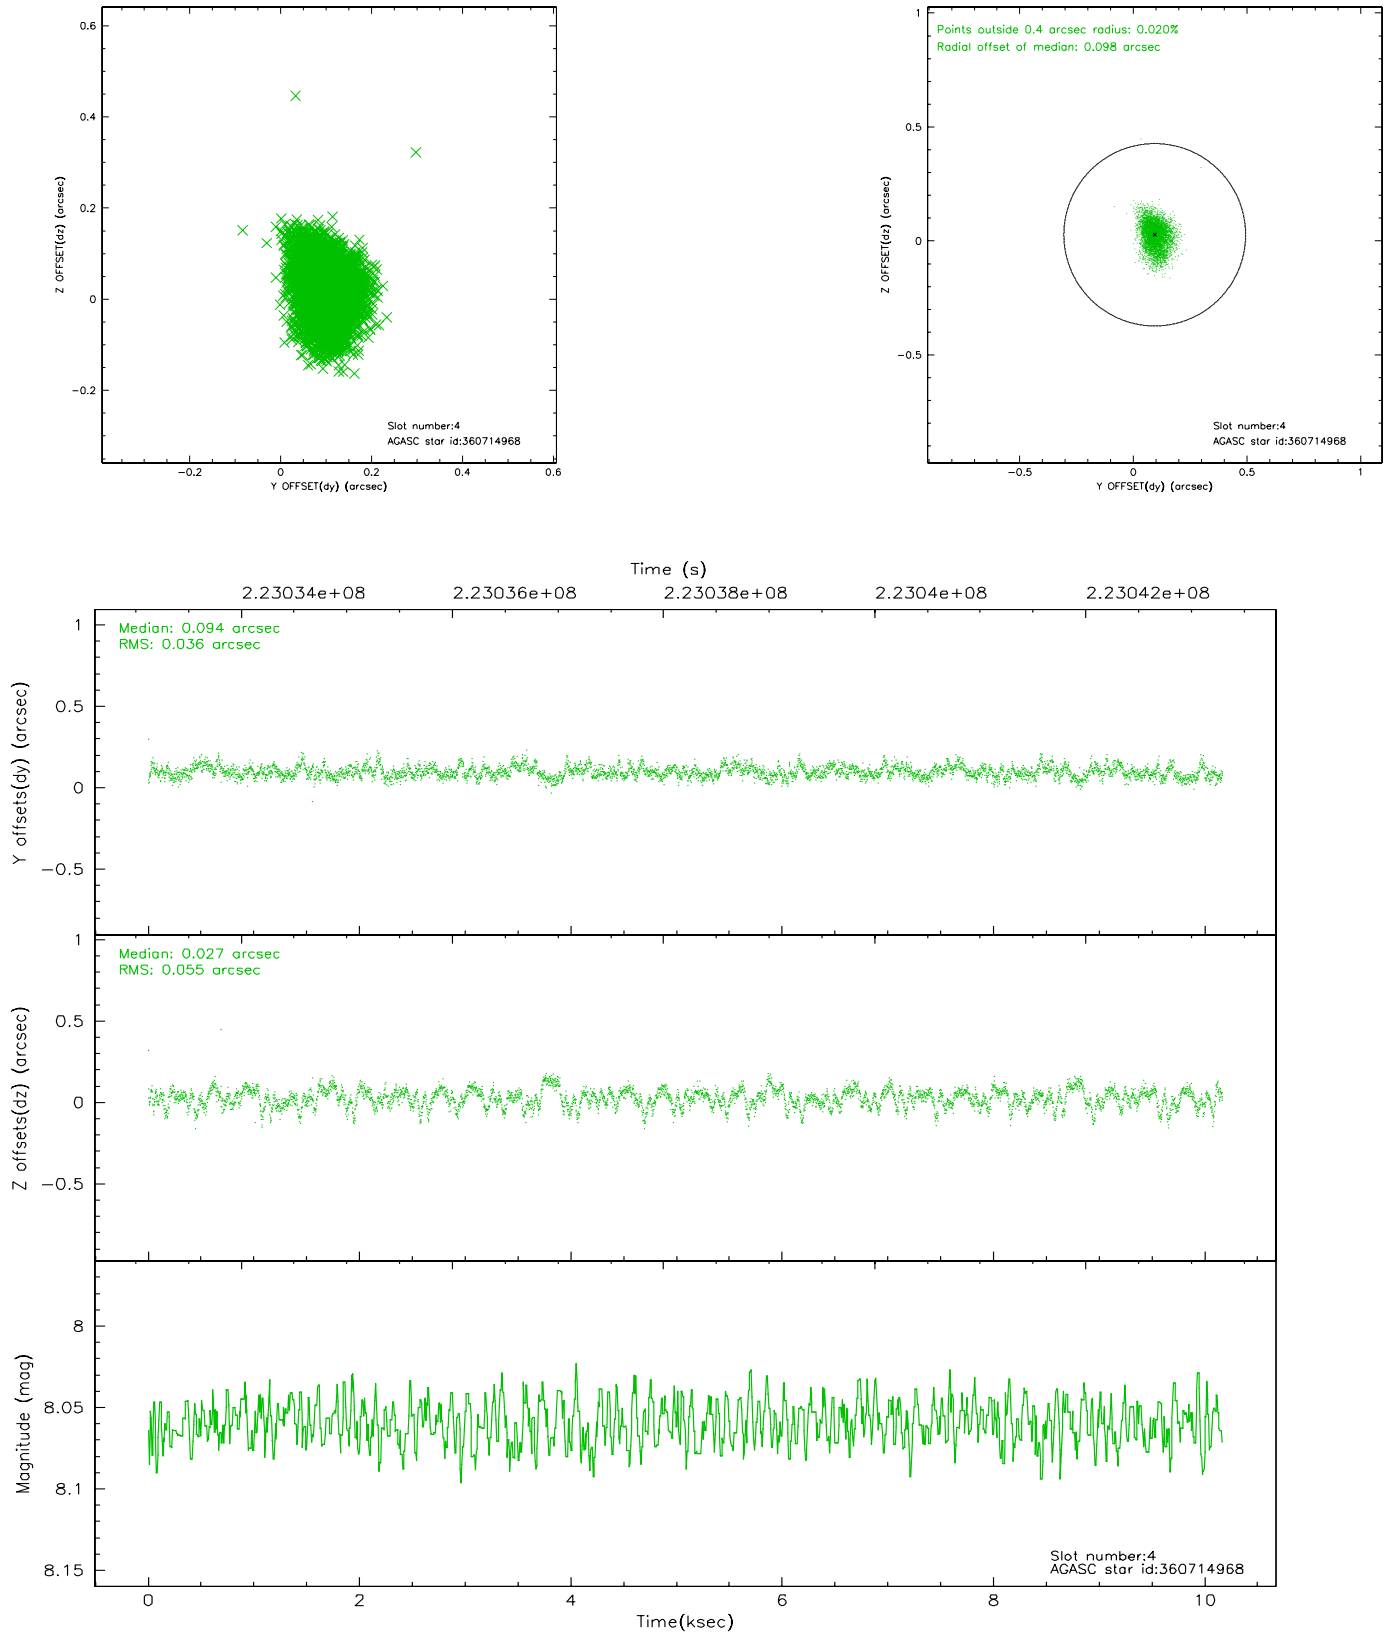 0.6
0.4
0.2
0
−0.2
Z OFFSET(dz) (arcsec)
Slot number:4
AGASC star id:360714968
−0.2 0 0.2 0.4 0.6
Y OFFSET(dy) (arcsec)
Points outside 0.4 arcsec radius: 0.020%
Radial offset of median: 0.098 arcsec
1
0.5
0
−0.5
Z OFFSET(dz) (arcsec)
Slot number:4
AGASC star id:360714968
−0.5 0 0.5 1
Y OFFSET(dy) (arcsec)
Time (s)
2.23034e+08 2.23036e+08 2.23038e+08 2.2304e+08 2.23042e+08
Median: 0.094 arcsec
RMS: 0.036 arcsec
1
0.5
0
−0.5
Y offsets(dy) (arcsec)
Median: 0.027 arcsec
RMS: 0.055 arcsec
1
0.5
0
−0.5
Z offsets(dz) (arcsec)
8
8.05
8.1
8.15
Magnitude (mag)
Slot number:4
AGASC star id:360714968
0 2 4 6 8 10
Time(ksec)